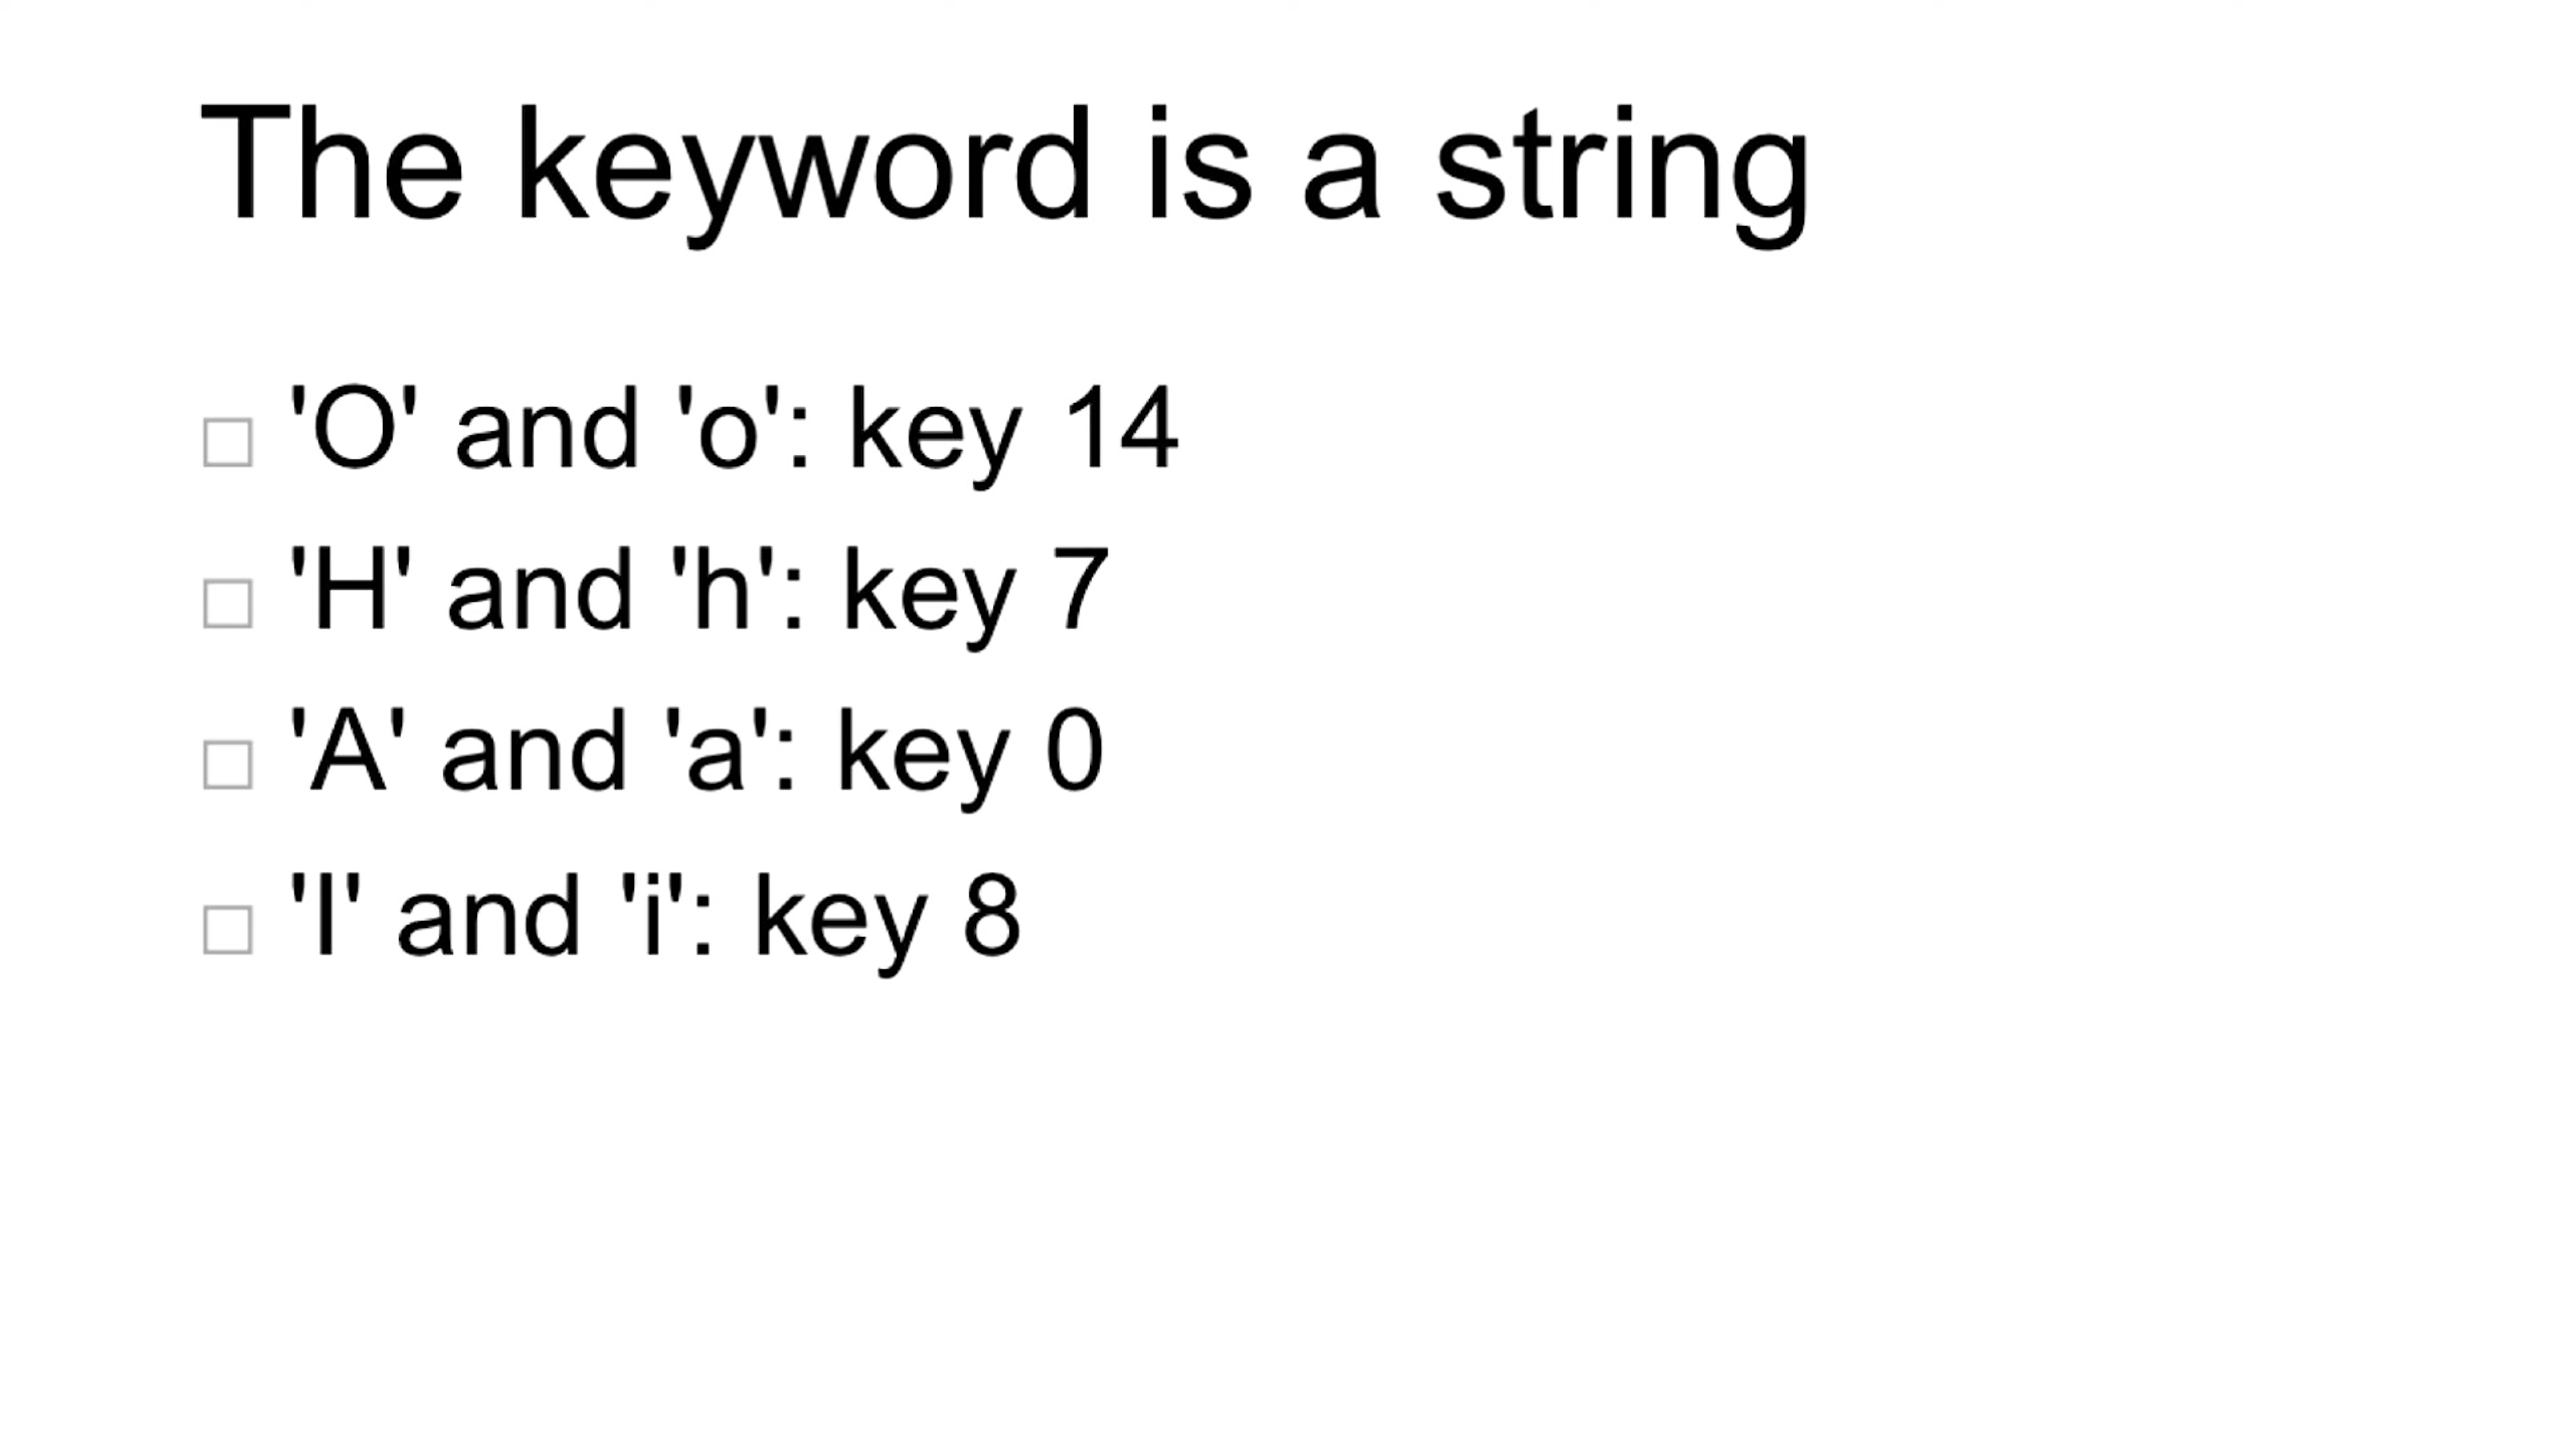 The keyword is a string
'O' and 'o': key 14
'H' and 'h': key 7
'A' and 'a': key 0
'I' and 'i': key 8